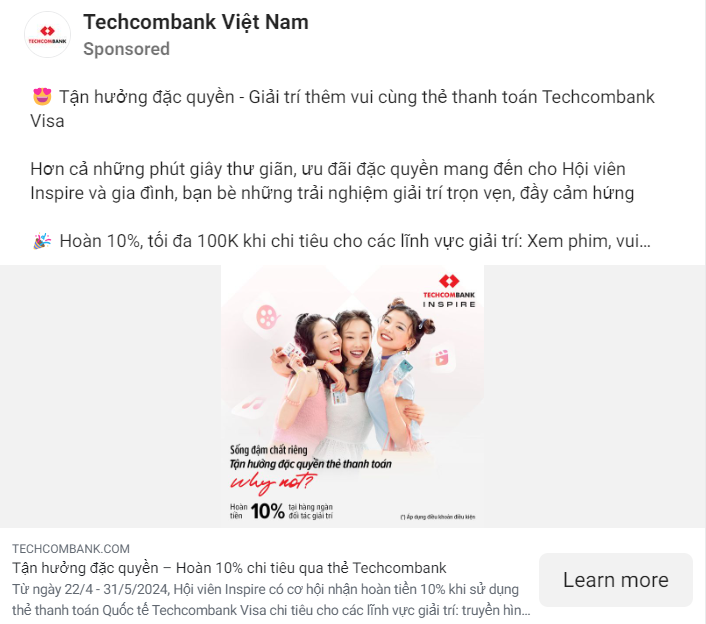 TECHCOMBANK
Techcombank Việt Nam
Sponsored
😍 Tận hưởng đặc quyền - Giải trí thêm vui cùng thẻ thanh toán Techcombank
Visa
Hơn cả những phút giây thư giãn, ưu đãi đặc quyền mang đến cho Hội viên
Inspire và gia đình, bạn bè những trải nghiệm giải trí trọn vẹn, đầy cảm hứng
🎉 Hoàn 10%, tối đa 100K khi chi tiêu cho các lĩnh vực giải trí: Xem phim, vui...
TECHCOMBANK
INSPIRE
Sống đậm chất riêng
Tận hưởng đặc quyền thẻ thanh toán
why not?
Hoàn tiền 10% tại hàng ngàn đối tác giải trí
(*) Áp dụng điều khoản điều kiện
TECHCOMBANK.COM
Tận hưởng đặc quyền – Hoàn 10% chi tiêu qua thẻ Techcombank
Từ ngày 22/4 - 31/5/2024, Hội viên Inspire có cơ hội nhận hoàn tiền 10% khi sử dụng
thẻ thanh toán Quốc tế Techcombank Visa chi tiêu cho các lĩnh vực giải trí: truyền hìn...
Learn more